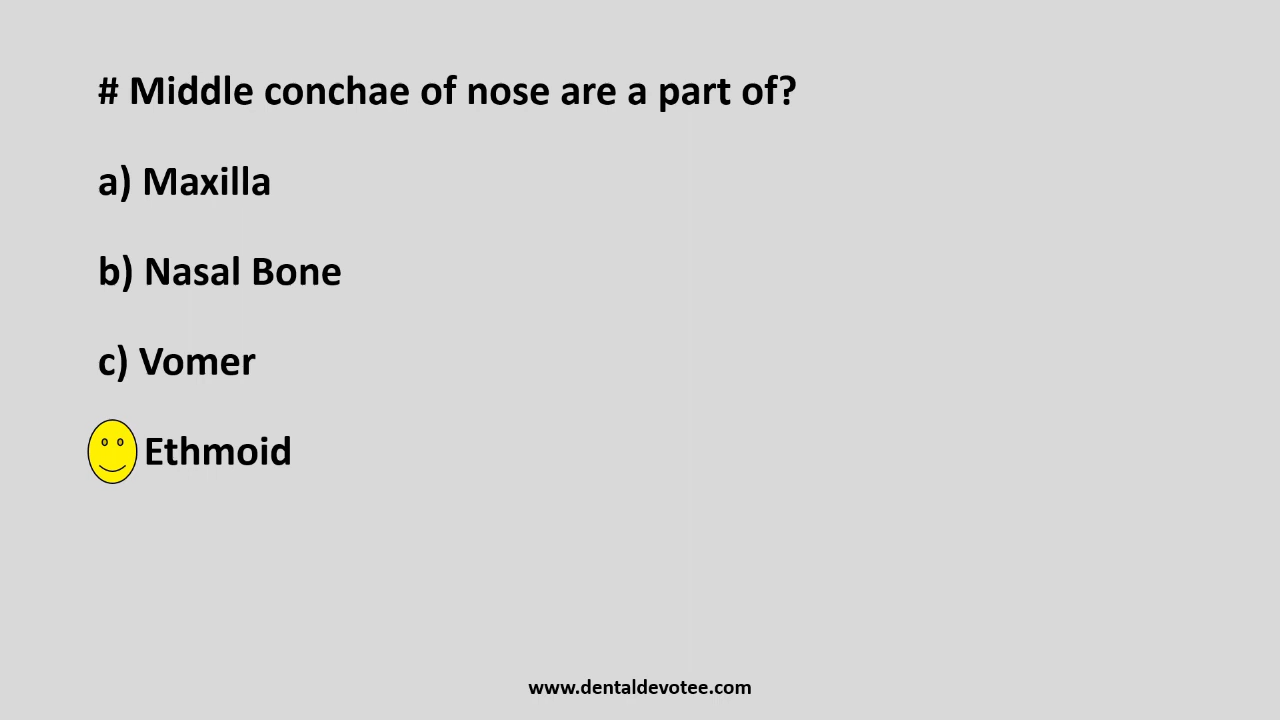 # Middle conchae of nose are a part of?
a) Maxilla
b) Nasal Bone
c) Vomer
Ethmoid
www.dentaldevotee.com